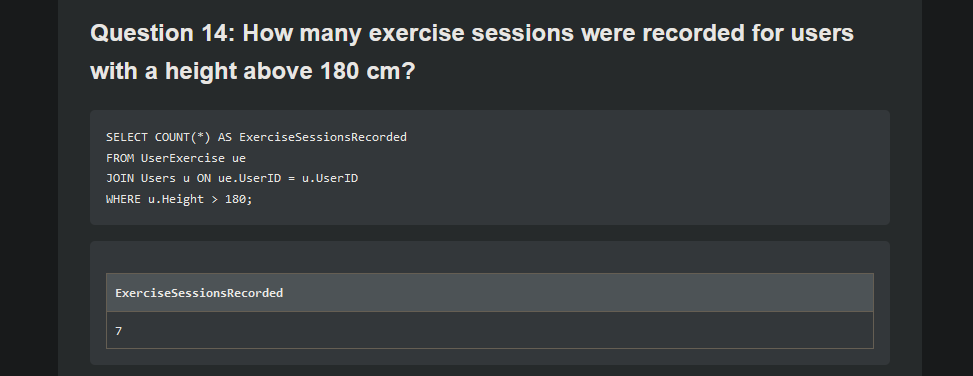 Question 14: How many exercise sessions were recorded for users
with a height above 180 cm?
SELECT COUNT(*) AS ExerciseSessionsRecorded
FROM UserExercise ue
JOIN Users u ON ue.UserID = u.UserID
WHERE u.Height > 180;
ExerciseSessionsRecorded
7